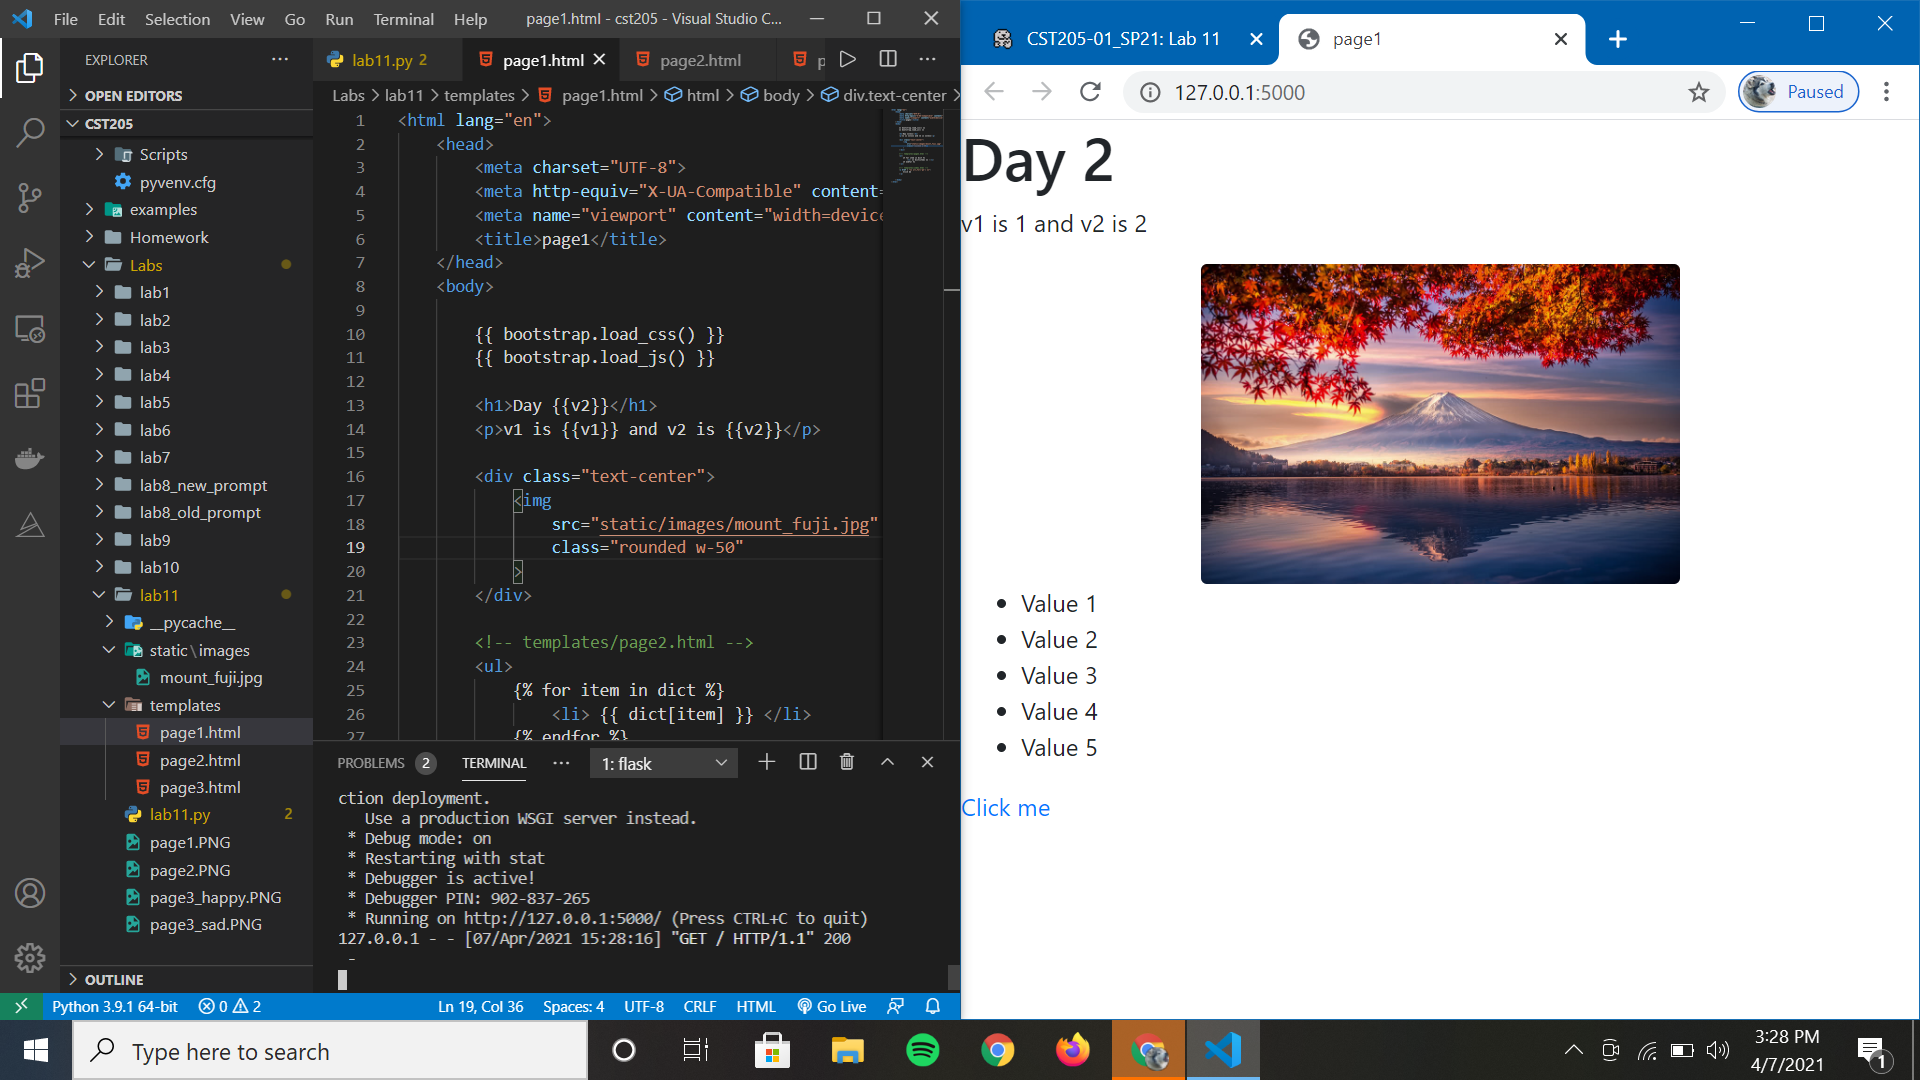 File Edit Selection View Go Run Terminal Help page1.html - cst205 - Visual Studio C...
EXPLORER
OPEN EDITORS
CST205
Scripts
pyvenv.cfg
examples
Homework
Labs
lab1
lab2
lab3
lab4
lab5
lab6
lab7
lab8_new_prompt
lab8_old_prompt
lab9
lab10
lab11
__pycache__
static\images
mount_fuji.jpg
templates
page1.html
page2.html
page3.html
lab11.py 2
page1.PNG
page2.PNG
page3_happy.PNG
page3_sad.PNG
OUTLINE
lab11.py 2 page1.html page2.html p
Labs > lab11 > templates > page1.html > html > body > div.text-center >
1 <html lang="en">
2 <head>
3 <meta charset="UTF-8">
4 <meta http-equiv="X-UA-Compatible" content=
5 <meta name="viewport" content="width=device
6 <title>page1</title>
7 </head>
8 <body>
9
10 {{ bootstrap.load_css() }}
11 {{ bootstrap.load_js() }}
12
13 <h1>Day {{v2}}</h1>
14 <p>v1 is {{v1}} and v2 is {{v2}}</p>
15
16 <div class="text-center">
17 <img
18 src="static/images/mount_fuji.jpg"
19 class="rounded w-50"
20 >
21 </div>
22
23 <!-- templates/page2.html -->
24 <ul>
25 {% for item in dict %}
26 <li> {{ dict[item] }} </li>
27 {% endfor %}
PROBLEMS 2 TERMINAL 1: flask
ction deployment.
Use a production WSGI server instead.
* Debug mode: on
* Restarting with stat
* Debugger is active!
* Debugger PIN: 902-837-265
* Running on http://127.0.0.1:5000/ (Press CTRL+C to quit)
127.0.0.1 - - [07/Apr/2021 15:28:16] "GET / HTTP/1.1" 200
-
Python 3.9.1 64-bit 0 2 Ln 19, Col 36 Spaces: 4 UTF-8 CRLF HTML Go Live
CST205-01_SP21: Lab 11 page1
127.0.0.1:5000 Paused
Day 2
v1 is 1 and v2 is 2
Value 1
Value 2
Value 3
Value 4
Value 5
Click me
Type here to search
3:28 PM
4/7/2021
1